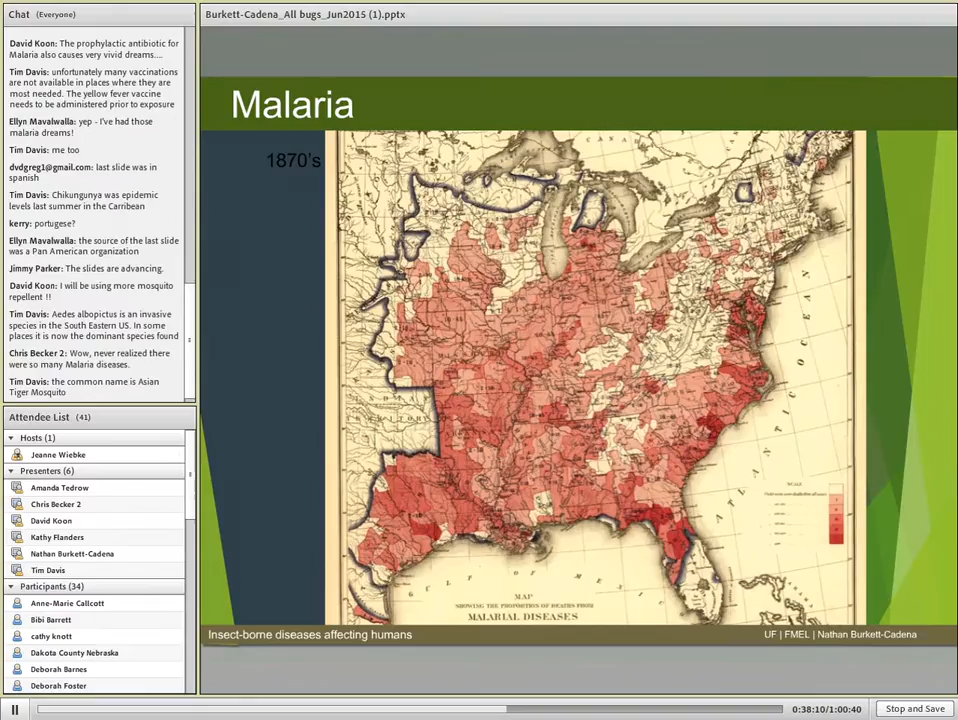 Chat (Everyone)
David Koon: The prophylactic antibiotic for
Malaria also causes very vivid dreams....
Tim Davis: unfortunately many vaccinations
are not available in places where they are
most needed. The yellow fever vaccine
needs to be administered prior to exposure
Ellyn Mavalwalla: yep - I've had those
malaria dreams!
Tim Davis: me too
dvdgreg1@gmail.com: last slide was in
spanish
Tim Davis: Chikungunya was epidemic
levels last summer in the Carribean
kerry: portugese?
Ellyn Mavalwalla: the source of the last slide
was a Pan American organization
Jimmy Parker: The slides are advancing.
David Koon: I will be using more mosquito
repellent !!
Tim Davis: Aedes albopictus is an invasive
species in the South Eastern US. In some
places it is now the dominant species found
Chris Becker 2: Wow, never realized there
were so many Malaria diseases.
Tim Davis: the common name is Asian
Tiger Mosquito
Attendee List (41)
Hosts (1)
Jeanne Wiebke
Presenters (6)
Amanda Tedrow
Chris Becker 2
David Koon
Kathy Flanders
Nathan Burkett-Cadena
Tim Davis
Participants (34)
Anne-Marie Callcott
Bibi Barrett
cathy knott
Dakota County Nebraska
Deborah Barnes
Deborah Foster
Burkett-Cadena_All bugs_Jun2015 (1).pptx
Malaria
1870's
CANADA
ATLANTIC OCEAN
GULF OF MEXICO
SCALE
MAP
SHOWING THE PROPORTION OF DEATHS FROM
MALARIAL DISEASES
Insect-borne diseases affecting humans
UF | FMEL | Nathan Burkett-Cadena
0:38:10/1:00:40
Stop and Save